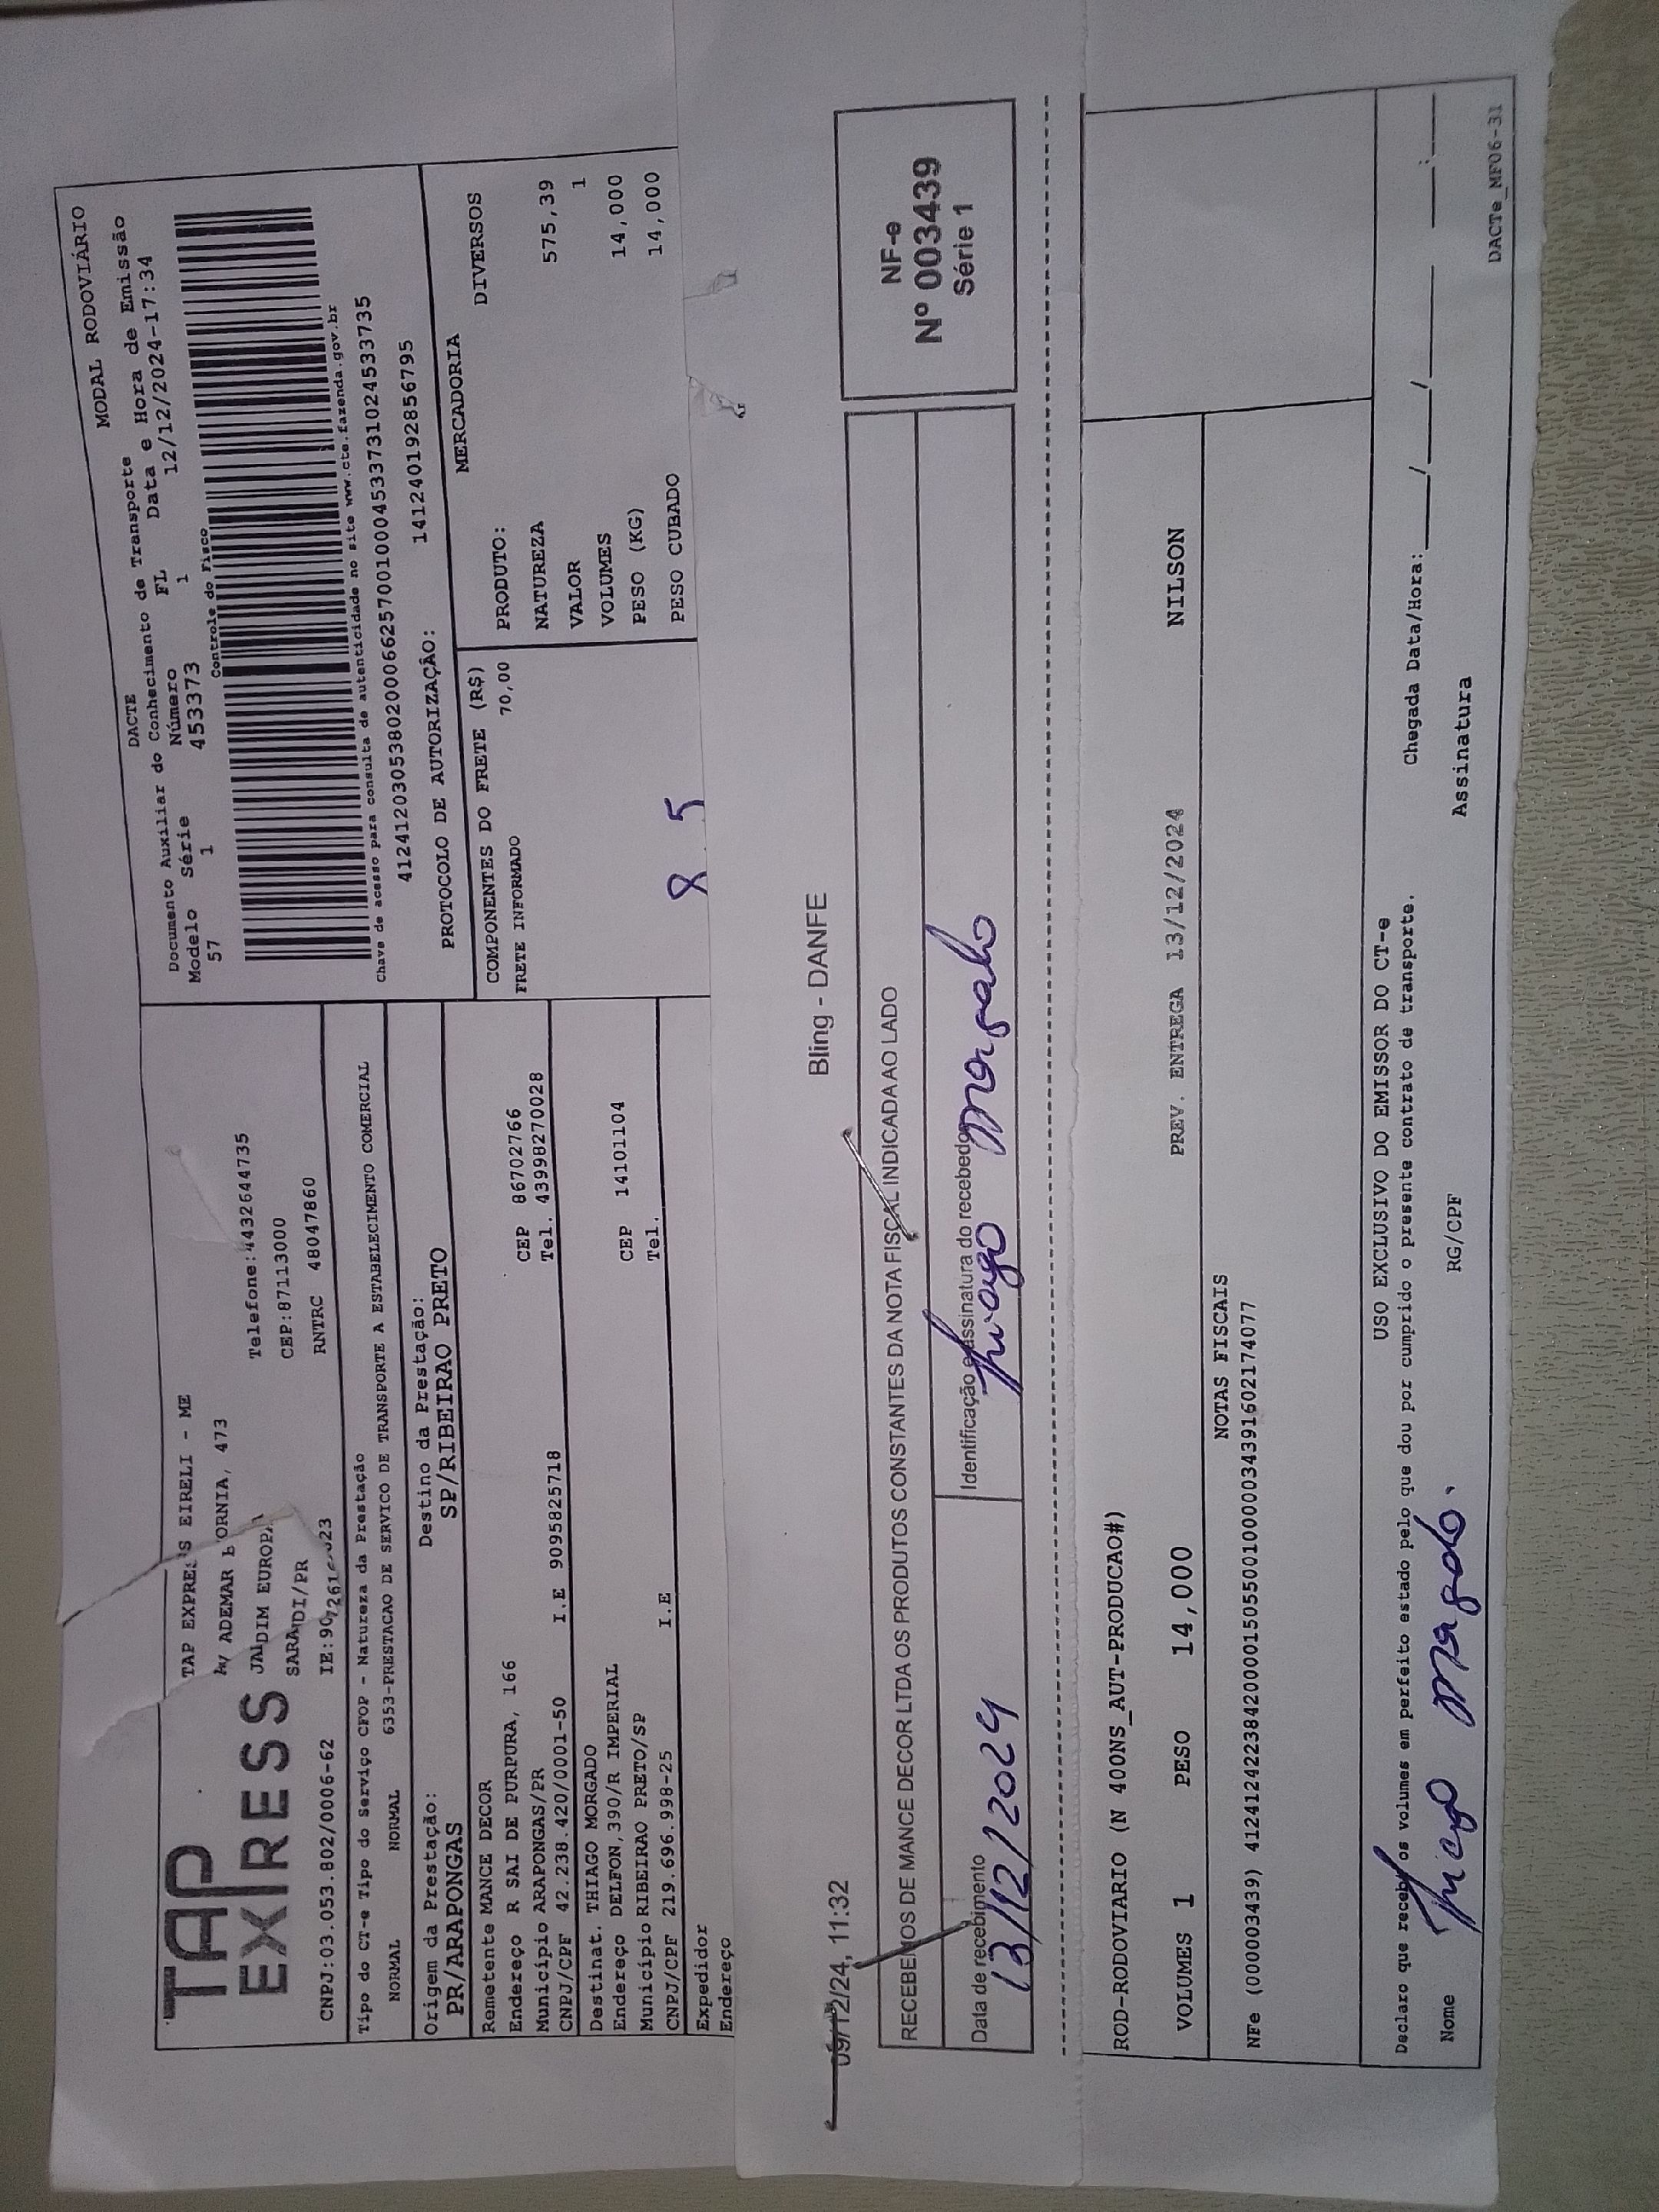 TAP
EXPRESS
TAP EXPRESS EIRELI - ME
ADEMAR BORNIA, 473
JARDIM EUROPA
Telefone:4432644735
SARANDI/PR
CEP:87113000
CNPJ:03.053.802/0006-62
RNTRC 48047860
MODAL RODOVIÁRIO
DACTE
Documento Auxiliar do Conhecimento de Transporte
Modelo Série Número FL Data e Hora de Emissão
57 1 453373 1 12/12/2024-17:34
Controle do Fisco
Chave de acesso para consulta de autenticidade no site www.cte.fazenda.gov.br
41241203053802000662570010004533731024533735
PROTOCOLO DE AUTORIZAÇÃO: 141240192856795
Tipo do CT-e Tipo do Serviço CFOP - Natureza da Prestação
NORMAL NORMAL 6353-PRESTACAO DE SERVICO DE TRANSPORTE A ESTABELECIMENTO COMERCIAL
Origem da Prestação: Destino da Prestação:
PR/ARAPONGAS SP/RIBEIRAO PRETO
Remetente MANCE DECOR
Endereço R SAI DE PURPURA, 166 CEP 86702766
Município ARAPONGAS/PR Tel. 43998270028
CNPJ/CPF 42.238.420/0001-50 I.E 9095825718
Destinat. THIAGO MORGADO
Endereço DELFON,390/R IMPERIAL CEP 14101104
Município RIBEIRAO PRETO/SP Tel.
CNPJ/CPF 219.696.998-25 I.E
Expedidor
Endereço
COMPONENTES DO FRETE (R$)
FRETE INFORMADO 70,00
8 5
MERCADORIA
PRODUTO: DIVERSOS
NATUREZA
VALOR 575,39
VOLUMES 1
PESO (KG) 14,000
PESO CUBADO 14,000
09/12/24, 11:32 Bling - DANFE
RECEBEMOS DE MANCE DECOR LTDA OS PRODUTOS CONSTANTES DA NOTA FISCAL INDICADA AO LADO
Data de recebimento Identificação e assinatura do recebedor
13/12/2024 Thiago Morgado
NF-e
Nº 003439
Série 1
ROD-RODOVIARIO (N 400NS_AUT-PRODUCAO#)
VOLUMES 1 PESO 14,000 PREV. ENTREGA 13/12/2024 NILSON
NOTAS FISCAIS
NFe (000003439) 41241242238420000150550010000034391602174077
USO EXCLUSIVO DO EMISSOR DO CT-e
Declaro que recebi os volumes em perfeito estado pelo que dou por cumprido o presente contrato de transporte.
Chegada Data/Hora: ____/____/____ ____:____
Nome Thiago Morgado. RG/CPF Assinatura
DACTe_MF06-31